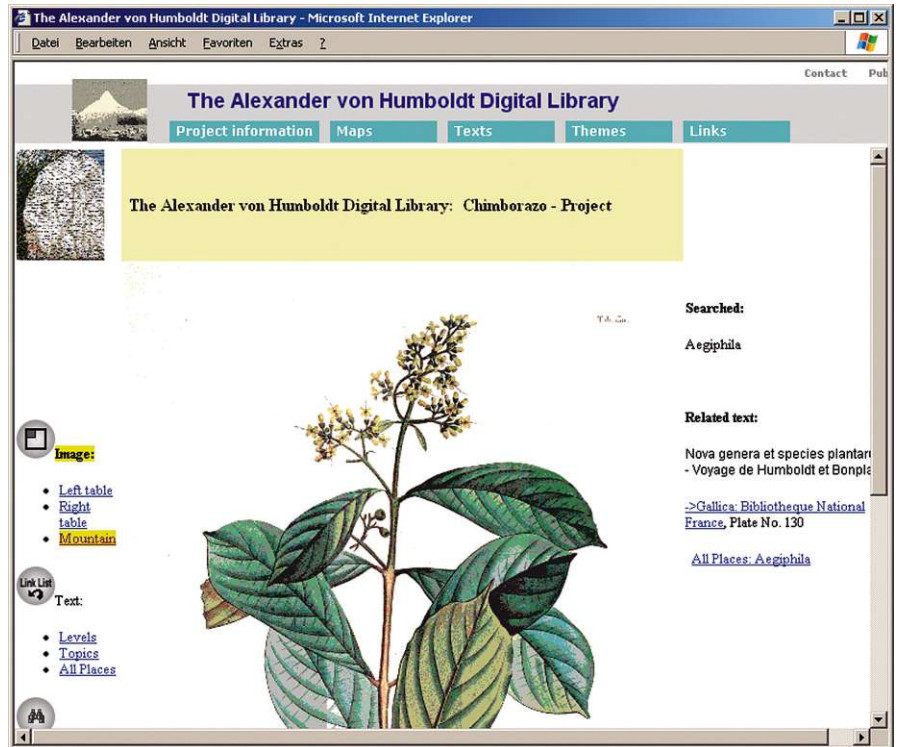 The Alexander von Humboldt Digital Library - Microsoft Internet Explorer
Datei Bearbeiten Ansicht Favoriten Extras ?
Contact Pub
The Alexander von Humboldt Digital Library
Project information Maps Texts Themes Links
The Alexander von Humboldt Digital Library: Chimborazo - Project
Searched:
Aegiphila
Related text:
Nova genera et species plantaru
- Voyage de Humboldt et Bonpla
->Gallica: Bibliotheque National
France, Plate No. 130
All Places: Aegiphila
Image:
Left table
Right
table
Mountain
Link List
Text:
Levels
Topics
All Places